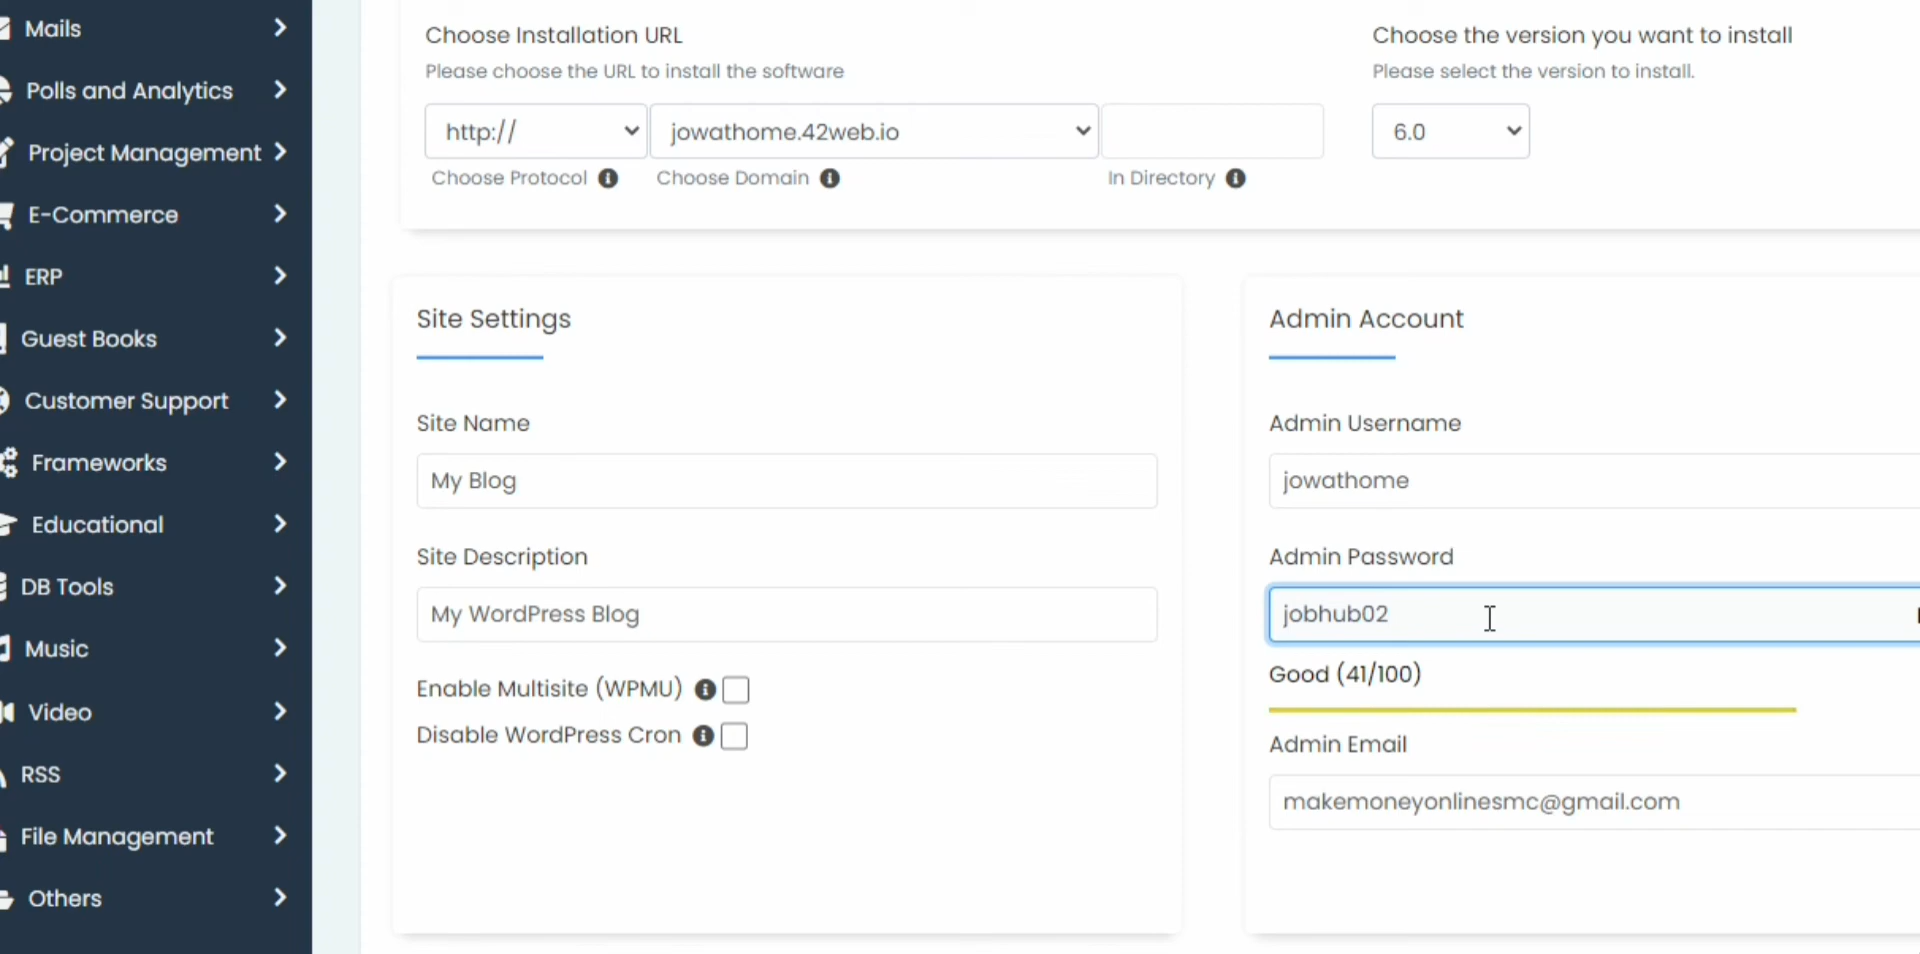 Mails
Polls and Analytics
Project Management
E-Commerce
ERP
Guest Books
Customer Support
Frameworks
Educational
DB Tools
Music
Video
RSS
File Management
Others
Choose Installation URL
Please choose the URL to install the software
http://
jowathome.42web.io
Choose Protocol
Choose Domain
In Directory
Choose the version you want to install
Please select the version to install.
6.0
Site Settings
Site Name
My Blog
Site Description
My WordPress Blog
Enable Multisite (WPMU)
Disable WordPress Cron
Admin Account
Admin Username
jowathome
Admin Password
jobhub02
Good (41/100)
Admin Email
makemoneyonlinesmc@gmail.com